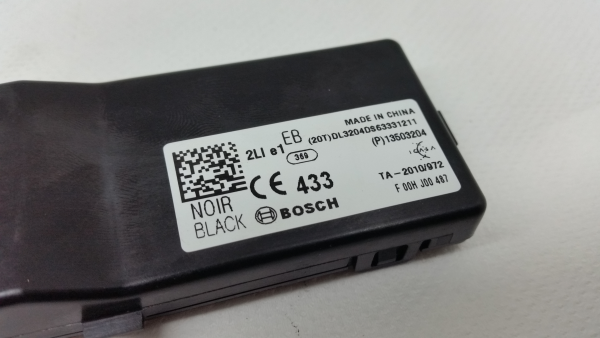 MADE IN CHINA
EB (20T)DL3204DS63331211
2LI e1 369 (P)13503204
CE 433
TA-2010/972
NOIR
BLACK
BOSCH
F 00H J00 487